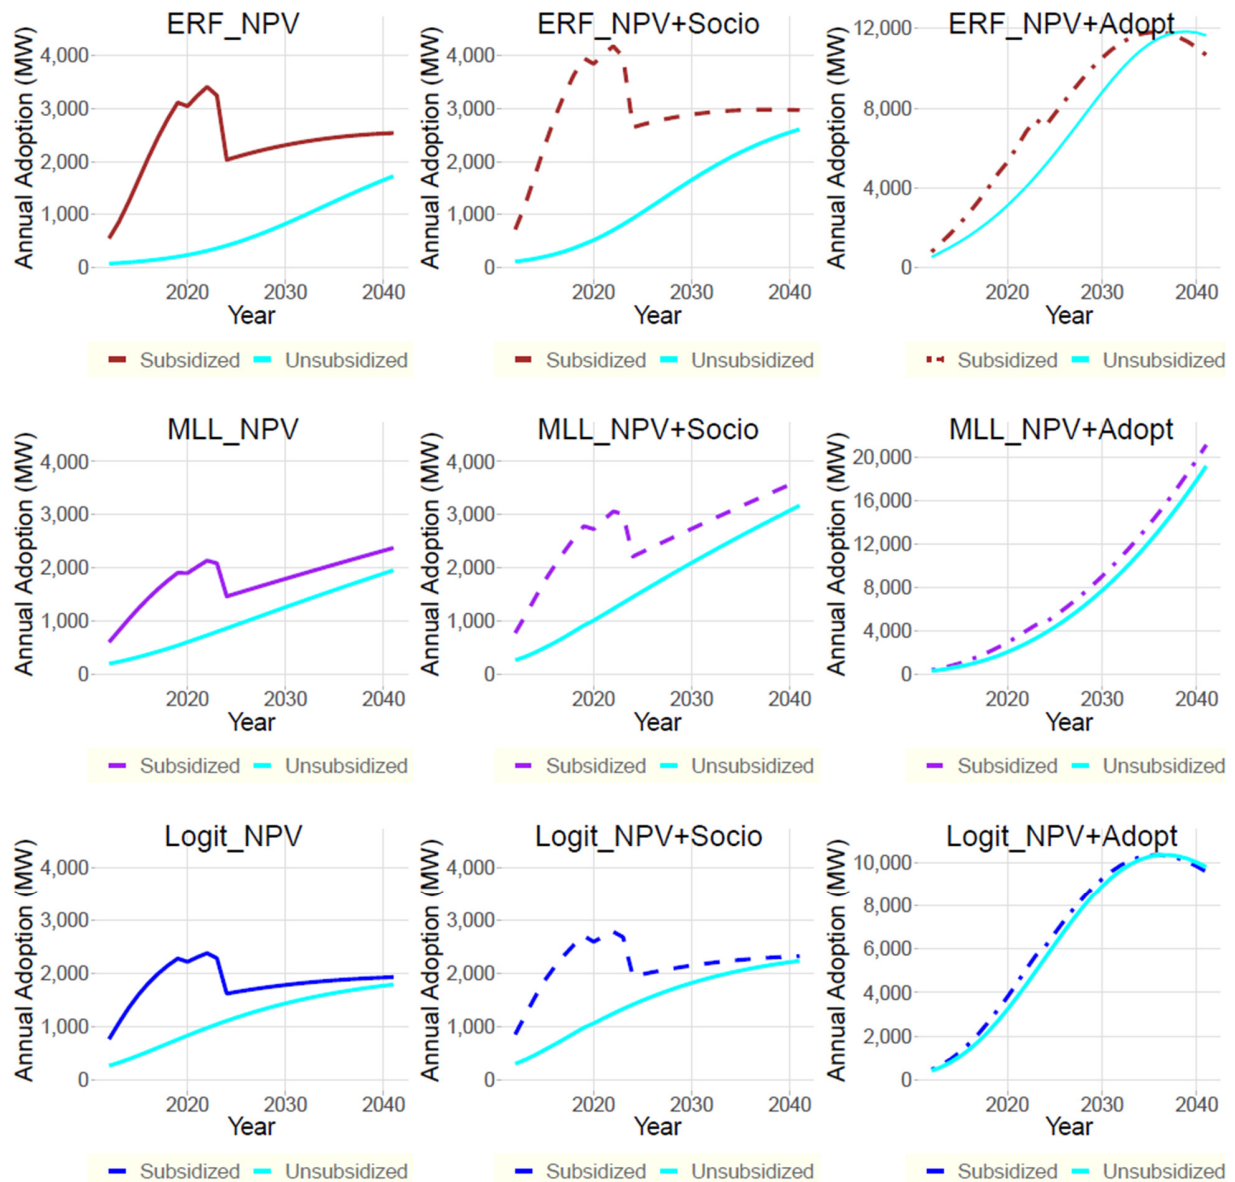 ERF_NPV
Annual Adoption (MW)
4,000
3,000
2,000
1,000
0
2020 2030 2040
Year
Subsidized Unsubsidized
ERF_NPV+Socio
Annual Adoption (MW)
4,000
3,000
2,000
1,000
0
2020 2030 2040
Year
Subsidized Unsubsidized
ERF_NPV+Adopt
Annual Adoption (MW)
12,000
8,000
4,000
0
2020 2030 2040
Year
Subsidized Unsubsidized
MLL_NPV
Annual Adoption (MW)
4,000
3,000
2,000
1,000
0
2020 2030 2040
Year
Subsidized Unsubsidized
MLL_NPV+Socio
Annual Adoption (MW)
4,000
3,000
2,000
1,000
0
2020 2030 2040
Year
Subsidized Unsubsidized
MLL_NPV+Adopt
Annual Adoption (MW)
20,000
16,000
12,000
8,000
4,000
0
2020 2030 2040
Year
Subsidized Unsubsidized
Logit_NPV
Annual Adoption (MW)
4,000
3,000
2,000
1,000
0
2020 2030 2040
Year
Subsidized Unsubsidized
Logit_NPV+Socio
Annual Adoption (MW)
4,000
3,000
2,000
1,000
0
2020 2030 2040
Year
Subsidized Unsubsidized
Logit_NPV+Adopt
Annual Adoption (MW)
10,000
8,000
6,000
4,000
2,000
0
2020 2030 2040
Year
Subsidized Unsubsidized